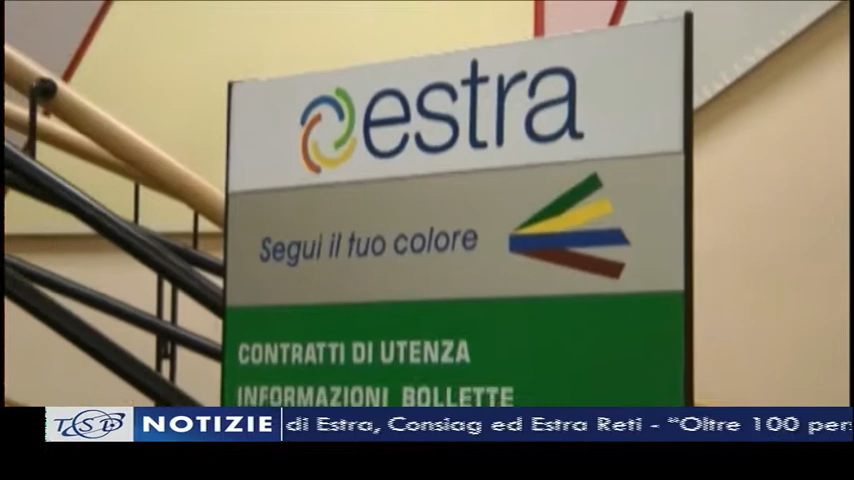 estra
Segui il tuo colore
CONTRATTI DI UTENZA
INFORMAZIONI BOLLETTE
TSD NOTIZIE di Estra, Consiag ed Estra Reti - "Oltre 100